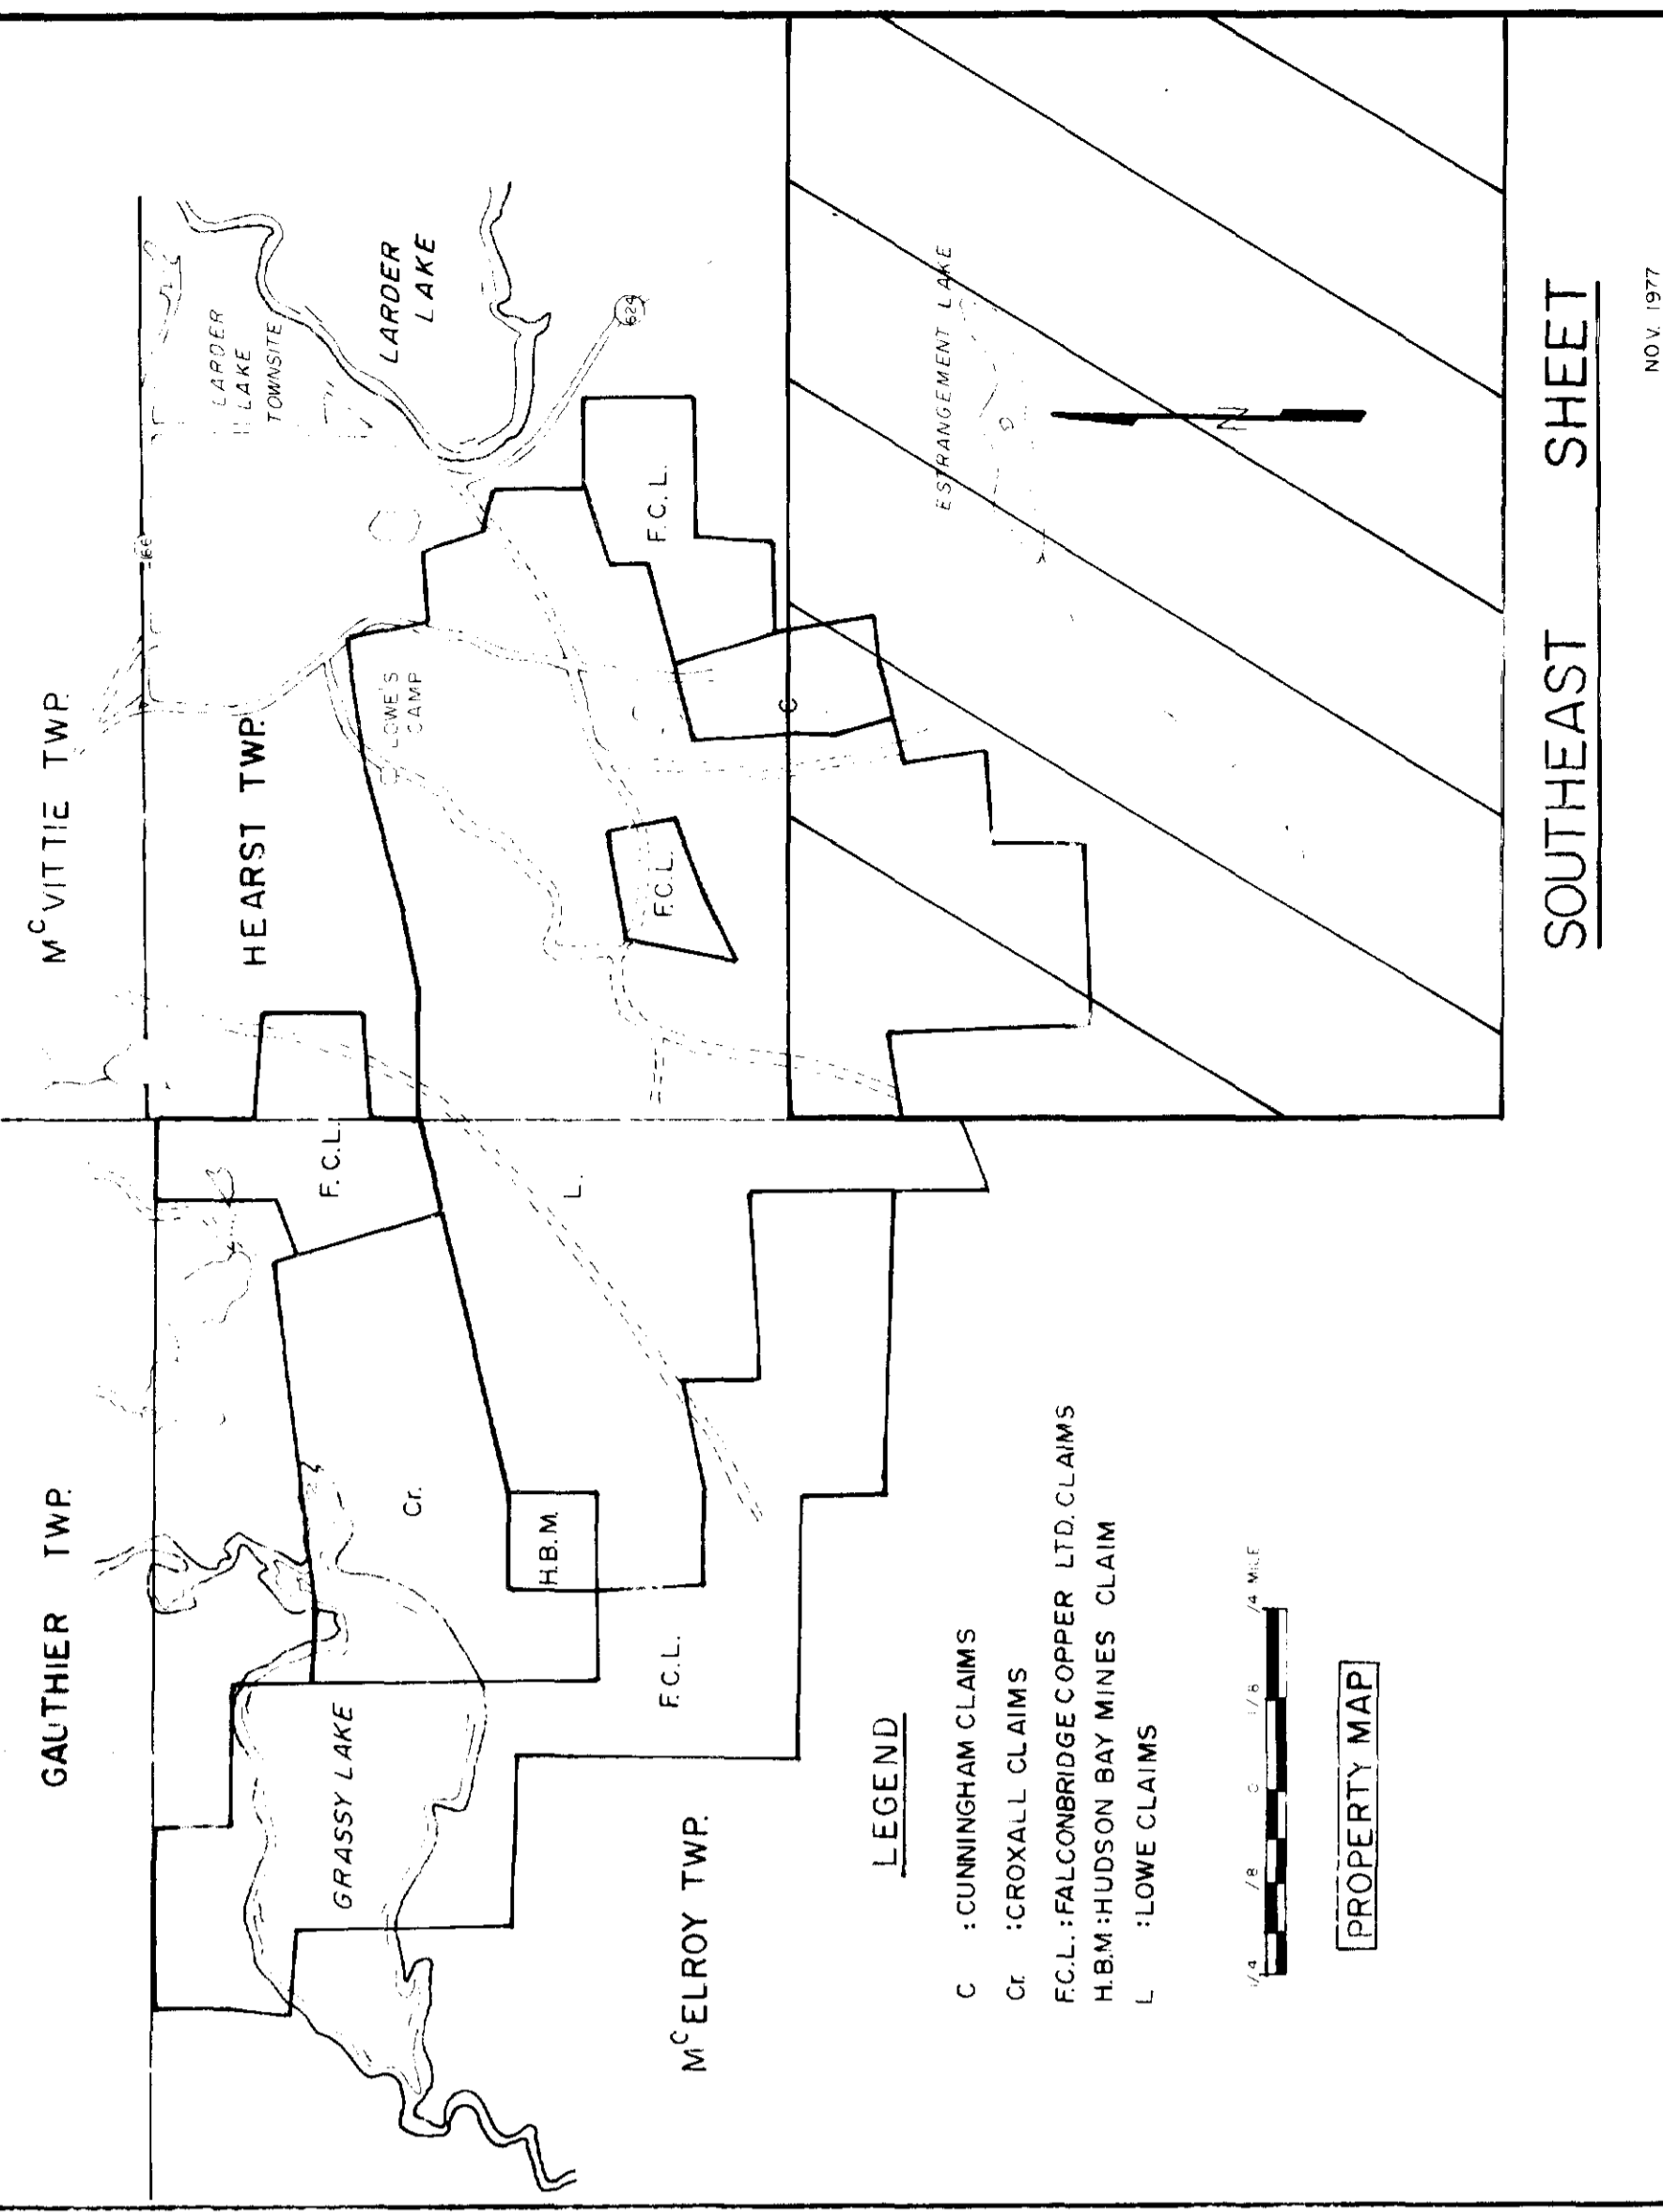 GAUTHIER TWP.
McVITTIE TWP.
66
LARDER
LAKE
TOWNSITE
HEARST TWP.
LARDER
LAKE
624
LOWE'S
CAMP
F.C.L.
F.C.L.
F.C.L.
C
L.
Cr.
H.B.M.
F.C.L.
GRASSY LAKE
McELROY TWP.
ESTRANGEMENT LAKE
N
LEGEND
C : CUNNINGHAM CLAIMS
Cr. : CROXALL CLAIMS
F.C.L. : FALCONBRIDGE COPPER LTD. CLAIMS
H.B.M : HUDSON BAY MINES CLAIM
L : LOWE CLAIMS
1/4 /8 0 1/8 /4 MILE
PROPERTY MAP
SOUTHEAST SHEET
NOV. 1977